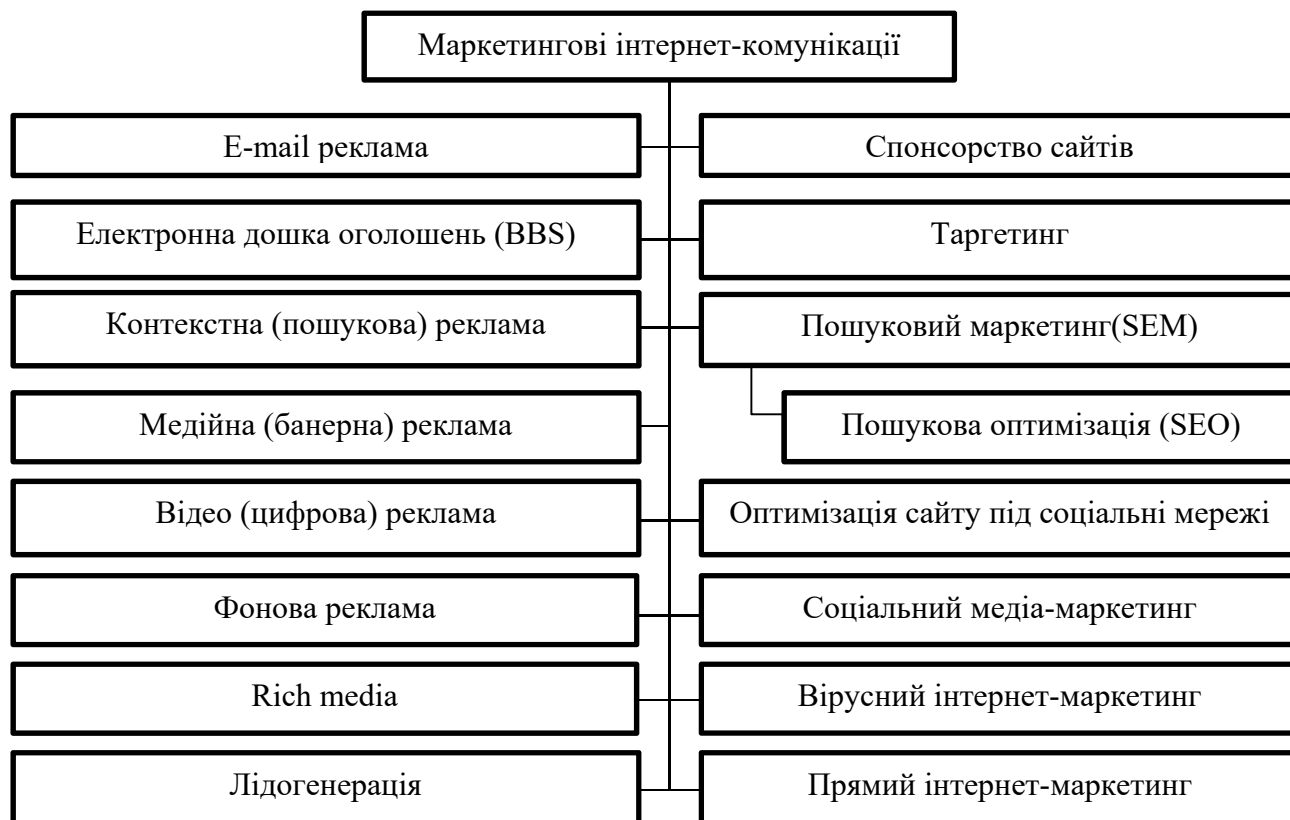 Маркетингові інтернет-комунікації
E-mail реклама
Спонсорство сайтів
Електронна дошка оголошень (BBS)
Таргетинг
Контекстна (пошукова) реклама
Пошуковий маркетинг(SEM)
Медійна (банерна) реклама
Пошукова оптимізація (SEO)
Відео (цифрова) реклама
Оптимізація сайту під соціальні мережі
Фонова реклама
Соціальний медіа-маркетинг
Rich media
Вірусний інтернет-маркетинг
Лідогенерація
Прямий інтернет-маркетинг